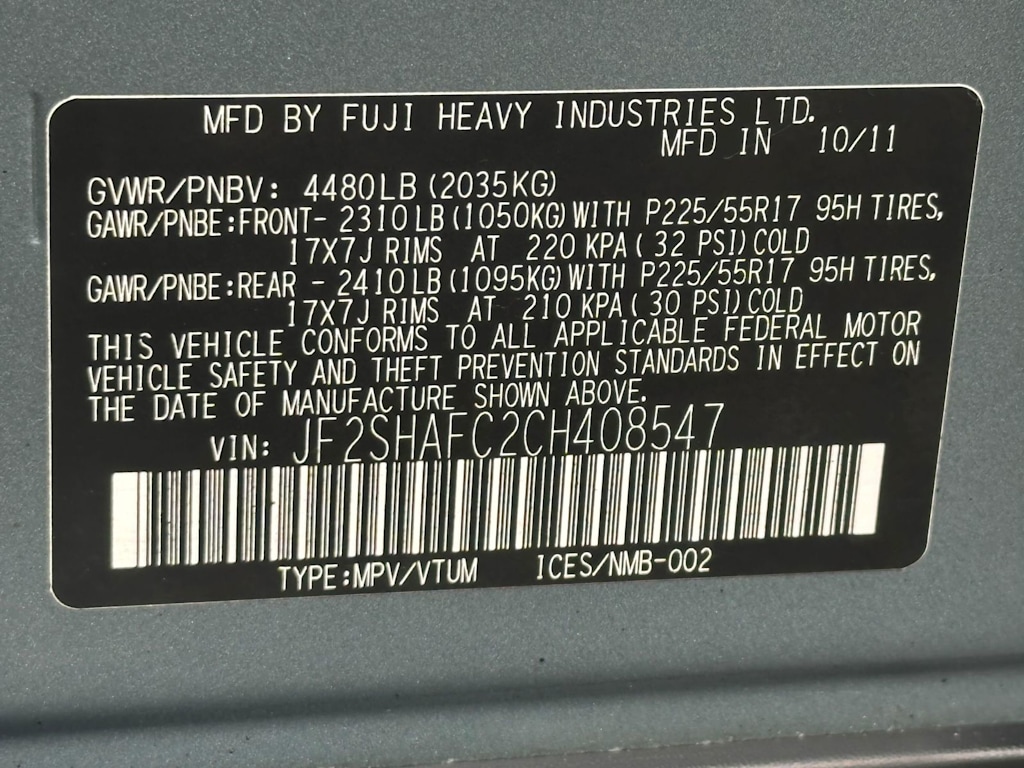 MFD BY FUJI HEAVY INDUSTRIES LTD.
MFD IN 10/11
GVWR/PNBV: 4480LB (2035KG)
GAWR/PNBE:FRONT- 2310LB (1050KG) WITH P225/55R17 95H TIRES,
17X7J RIMS AT 220 KPA ( 32 PSI) COLD
GAWR/PNBE:REAR - 2410LB (1095KG) WITH P225/55R17 95H TIRES,
17X7J RIMS AT 210 KPA ( 30 PSI) COLD
THIS VEHICLE CONFORMS TO ALL APPLICABLE FEDERAL MOTOR
VEHICLE SAFETY AND THEFT PREVENTION STANDARDS IN EFFECT ON
THE DATE OF MANUFACTURE SHOWN ABOVE.
VIN: JF2SHAFC2CH408547
TYPE:MPV/VTUM ICES/NMB-002